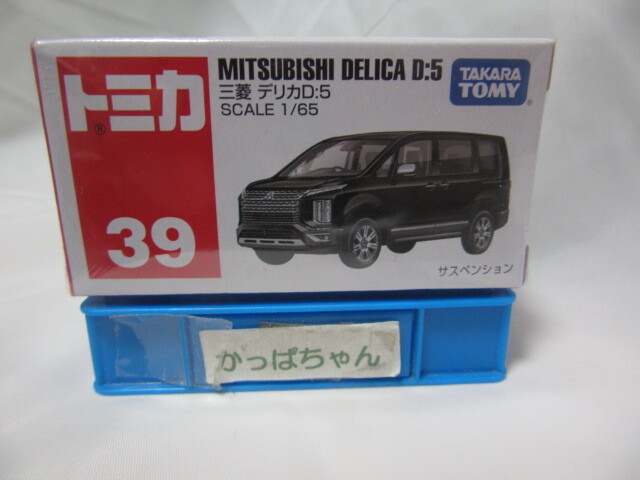 トミカ
®
39
MITSUBISHI DELICA D:5
三菱 デリカD:5
SCALE 1/65
TAKARA
TOMY
サスペンション
かっぱちゃん